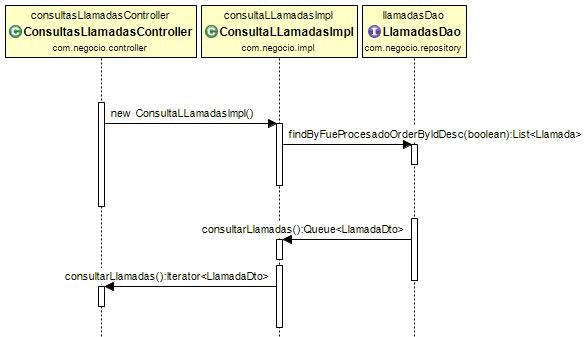 consultasLlamadasController
C ConsultasLlamadasController
com.negocio.controller
consultaLLamadasImpl
C ConsultaLLamadasImpl
com.negocio.impl
llamadasDao
I LlamadasDao
com.negocio.repository
new ConsultaLLamadasImpl()
findByFueProcesadoOrderByIdDesc(boolean):List<Llamada>
consultarLlamadas():Queue<LlamadaDto>
consultarLlamadas():Iterator<LlamadaDto>